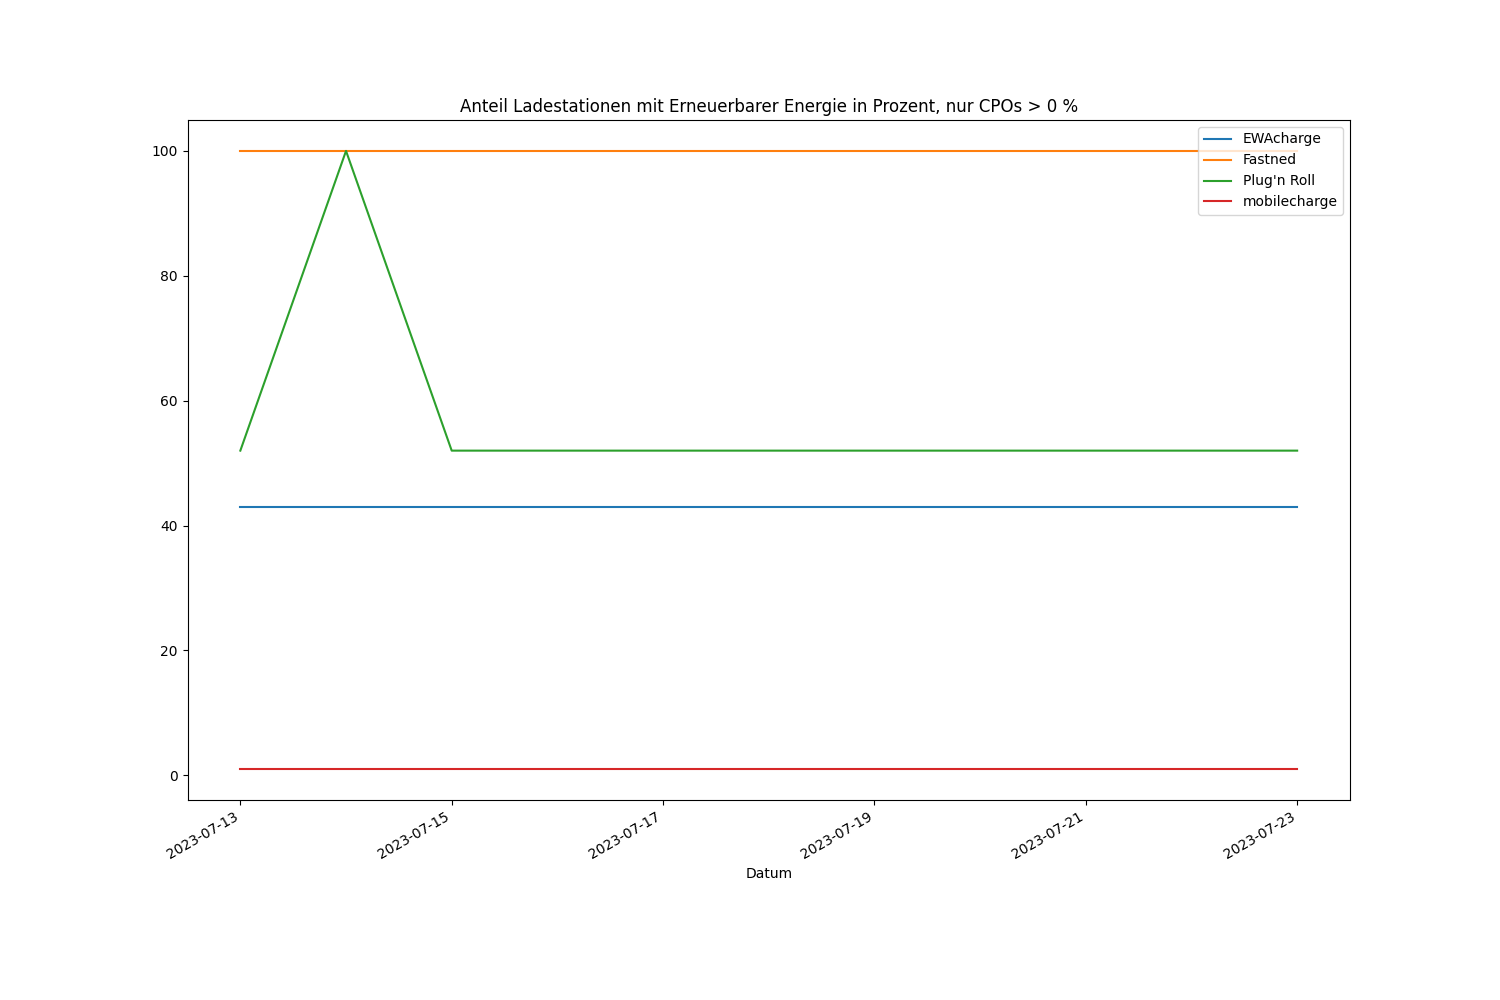 Anteil Ladestationen mit Erneuerbarer Energie in Prozent, nur CPOs > 0 %
EWAcharge
Fastned
Plug'n Roll
mobilecharge
100
80
60
40
20
0
2023-07-13
2023-07-15
2023-07-17
2023-07-19
2023-07-21
2023-07-23
Datum